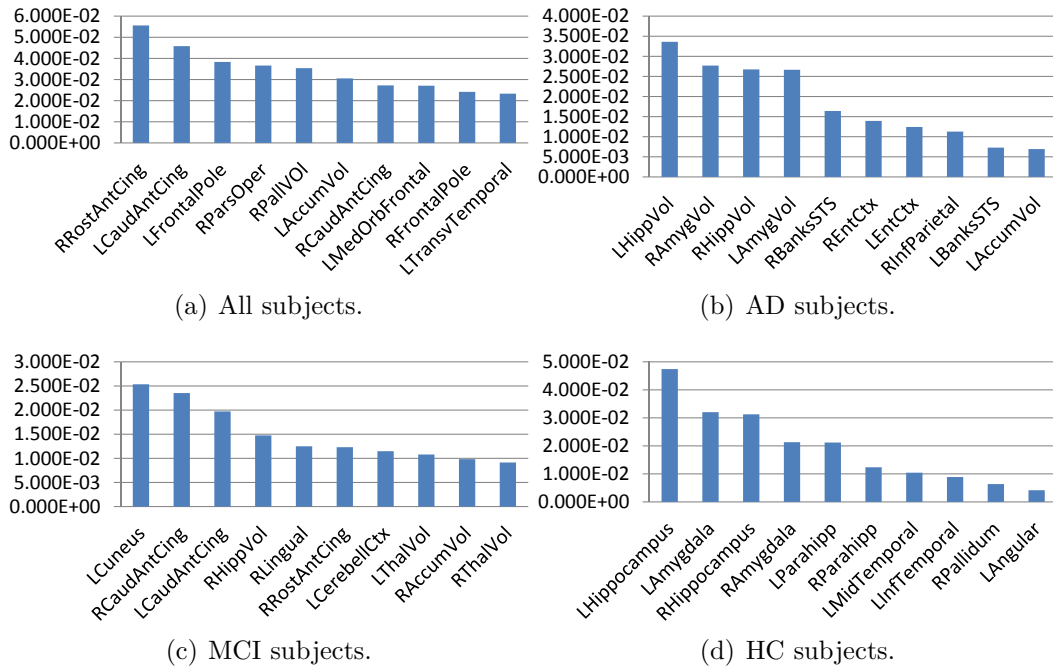 6.000E-02
5.000E-02
4.000E-02
3.000E-02
2.000E-02
1.000E-02
0.000E+00
RRostAntCing
LCaudAntCing
LFrontalPole
RParsOper
RPallVOl
LAccumVol
RCaudAntCing
LMedOrbFrontal
RFrontalPole
LTransvTemporal
(a) All subjects.
4.000E-02
3.500E-02
3.000E-02
2.500E-02
2.000E-02
1.500E-02
1.000E-02
5.000E-03
0.000E+00
LHippVol
RAmygVol
RHippVol
LAmygVol
RBanksSTS
REntCtx
LEntCtx
RInfParietal
LBanksSTS
LAccumVol
(b) AD subjects.
3.000E-02
2.500E-02
2.000E-02
1.500E-02
1.000E-02
5.000E-03
0.000E+00
LCuneus
RCaudAntCing
LCaudAntCing
RHippVol
RLingual
RRostAntCing
LCerebellCtx
LThalVol
RAccumVol
RThalVol
(c) MCI subjects.
5.000E-02
4.000E-02
3.000E-02
2.000E-02
1.000E-02
0.000E+00
LHippocampus
LAmygdala
RHippocampus
RAmygdala
LParahipp
RParahipp
LMidTemporal
LInfTemporal
RPallidum
LAngular
(d) HC subjects.